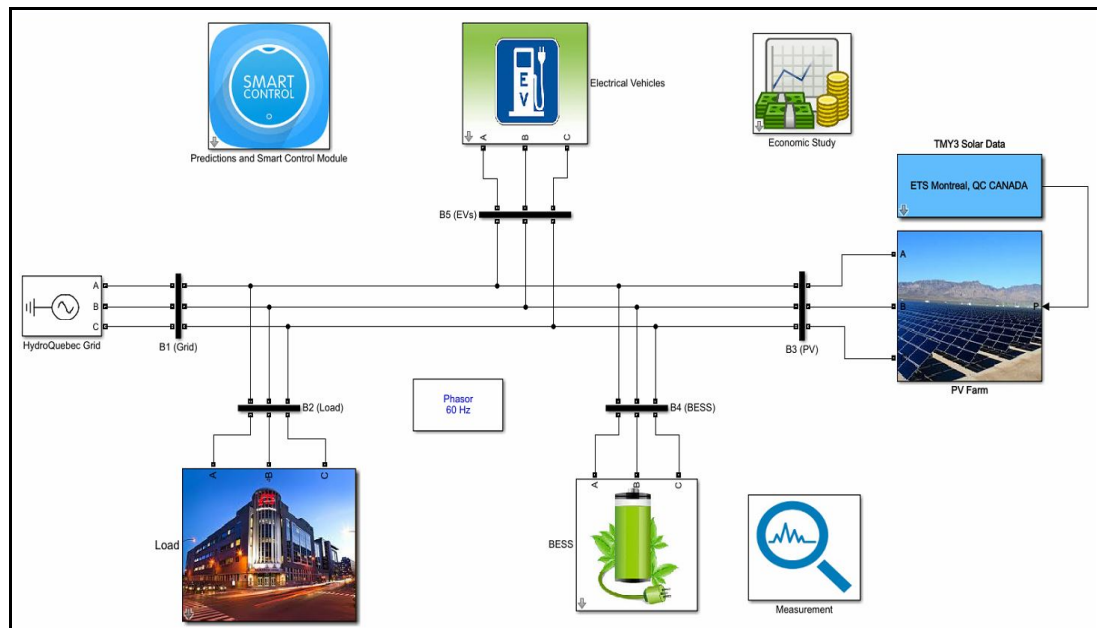 SMART
CONTROL
Predictions and Smart Control Module
E
V
A
B
C
Electrical Vehicles
Economic Study
TMY3 Solar Data
ETS Montreal, QC CANADA
B5 (EVs)
A
B
C
HydroQuebec Grid
B1 (Grid)
B3 (PV)
A
B
P
PV Farm
B2 (Load)
Phasor
60 Hz
B4 (BESS)
A
B
C
Load
A
B
C
BESS
Measurement